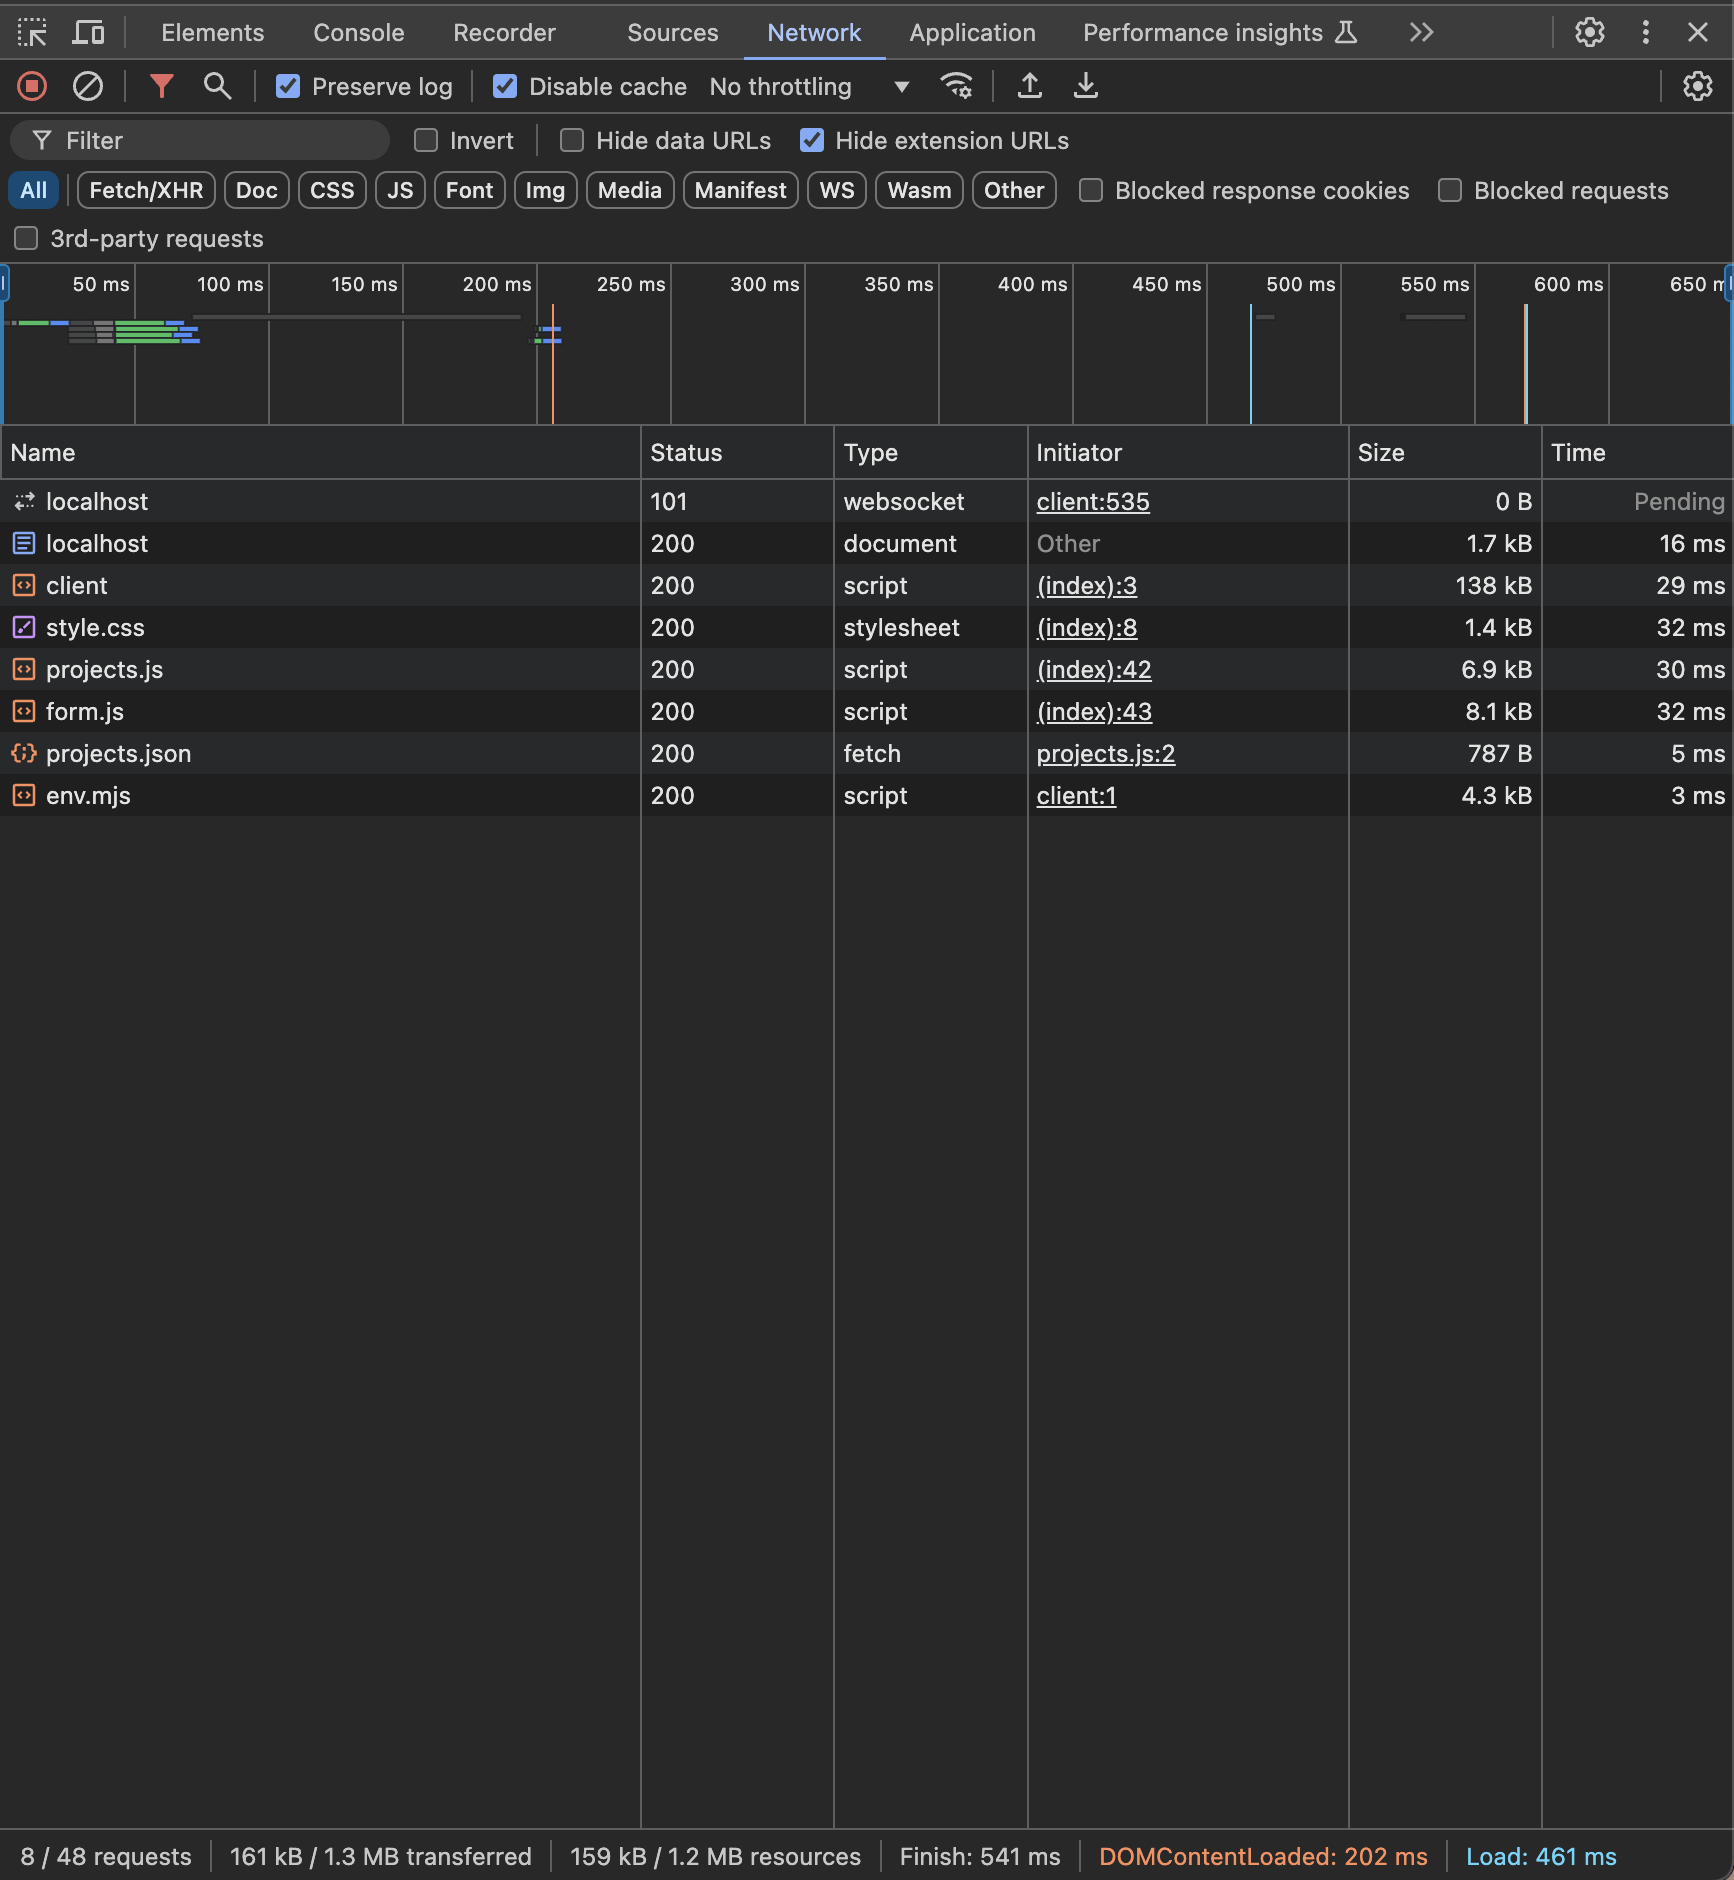 Elements Console Recorder Sources Network Application Performance insights
Preserve log Disable cache No throttling
Filter Invert Hide data URLs Hide extension URLs
All Fetch/XHR Doc CSS JS Font Img Media Manifest WS Wasm Other Blocked response cookies Blocked requests
3rd-party requests
50 ms 100 ms 150 ms 200 ms 250 ms 300 ms 350 ms 400 ms 450 ms 500 ms 550 ms 600 ms 650 m
Name Status Type Initiator Size Time
localhost 101 websocket client:535 0 B Pending
localhost 200 document Other 1.7 kB 16 ms
client 200 script (index):3 138 kB 29 ms
style.css 200 stylesheet (index):8 1.4 kB 32 ms
projects.js 200 script (index):42 6.9 kB 30 ms
form.js 200 script (index):43 8.1 kB 32 ms
projects.json 200 fetch projects.js:2 787 B 5 ms
env.mjs 200 script client:1 4.3 kB 3 ms
8 / 48 requests 161 kB / 1.3 MB transferred 159 kB / 1.2 MB resources Finish: 541 ms DOMContentLoaded: 202 ms Load: 461 ms